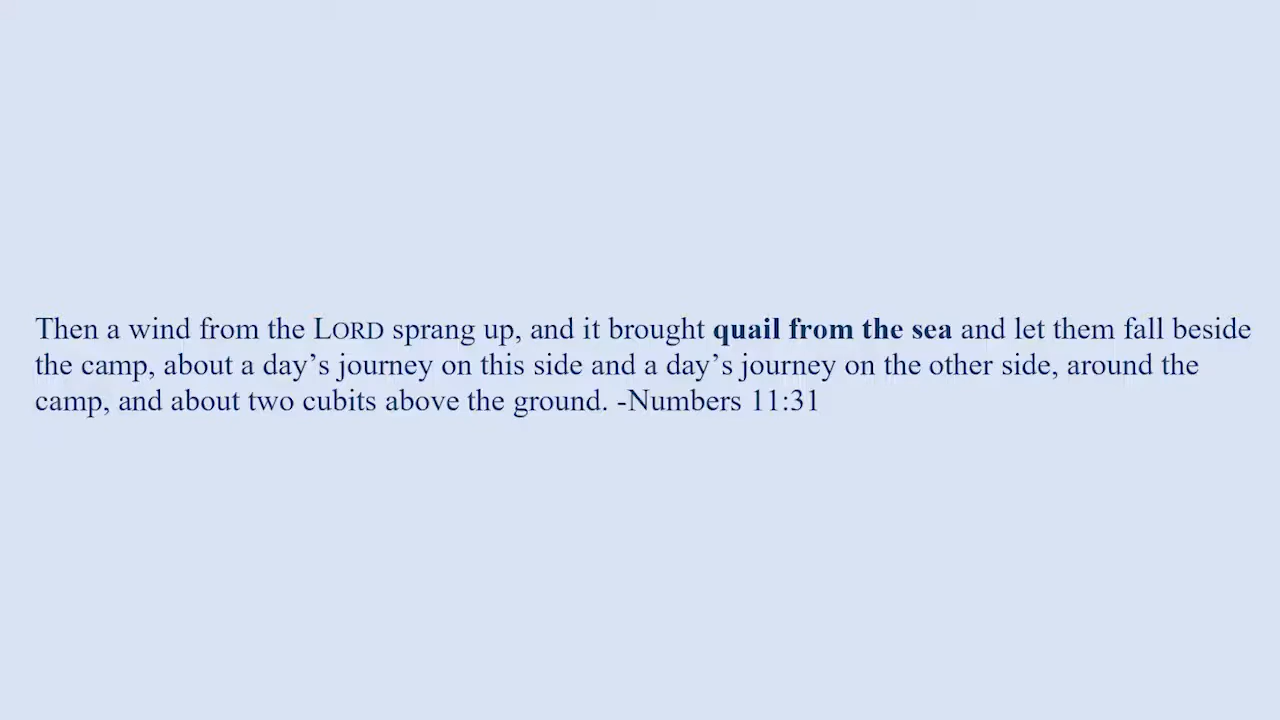 Then a wind from the LORD sprang up, and it brought quail from the sea and let them fall beside
the camp, about a day’s journey on this side and a day’s journey on the other side, around the
camp, and about two cubits above the ground. -Numbers 11:31